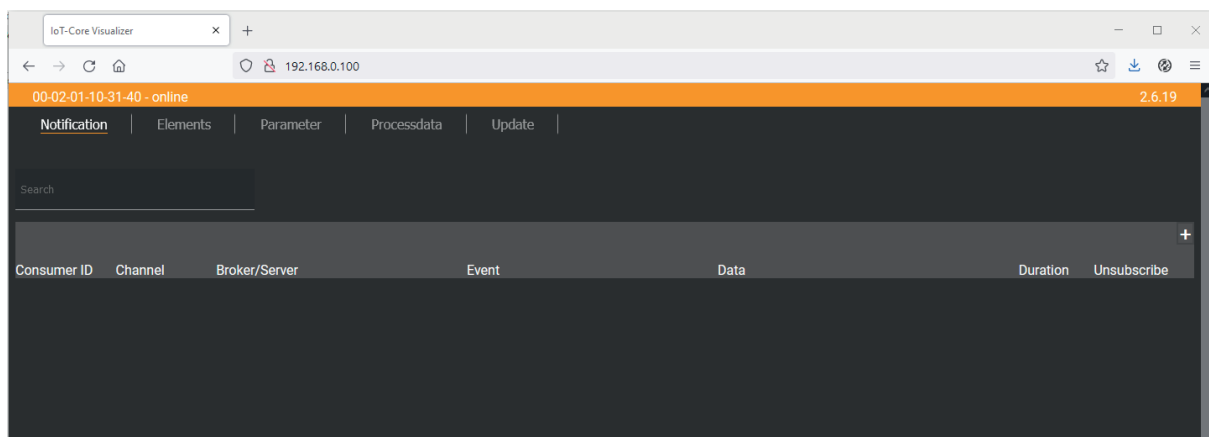 IoT-Core Visualizer
192.168.0.100
00-02-01-10-31-40 - online 2.6.19
Notification Elements Parameter Processdata Update
Search
Consumer ID Channel Broker/Server Event Data Duration Unsubscribe